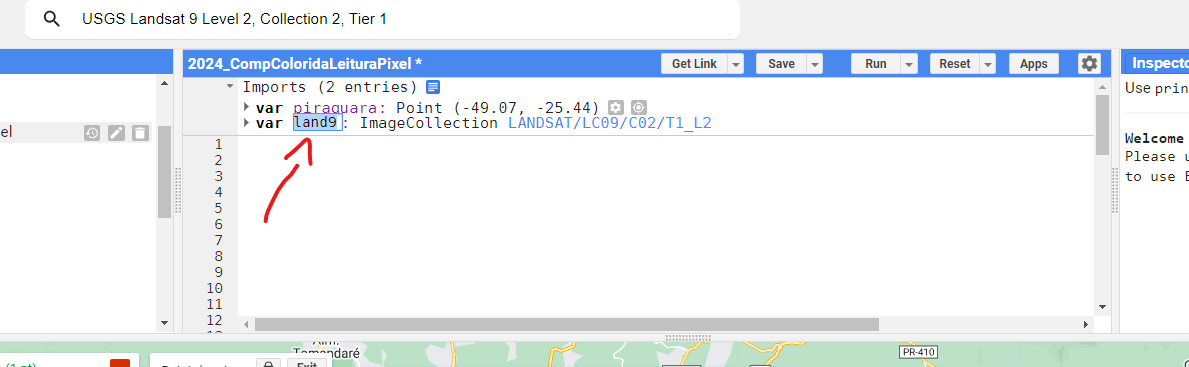 USGS Landsat 9 Level 2, Collection 2, Tier 1
2024_CompColoridaLeituraPixel *
Get Link
Save
Run
Reset
Apps
Inspecto
Imports (2 entries)
var piraquara: Point (-49.07, -25.44)
var land9: ImageCollection LANDSAT/LC09/C02/T1_L2
el
1
2
3
4
5
6
7
8
9
10
11
12
Use prin
Welcome
Please u
to use E
Tamandaré
PR-410
(1 pt)
Exit